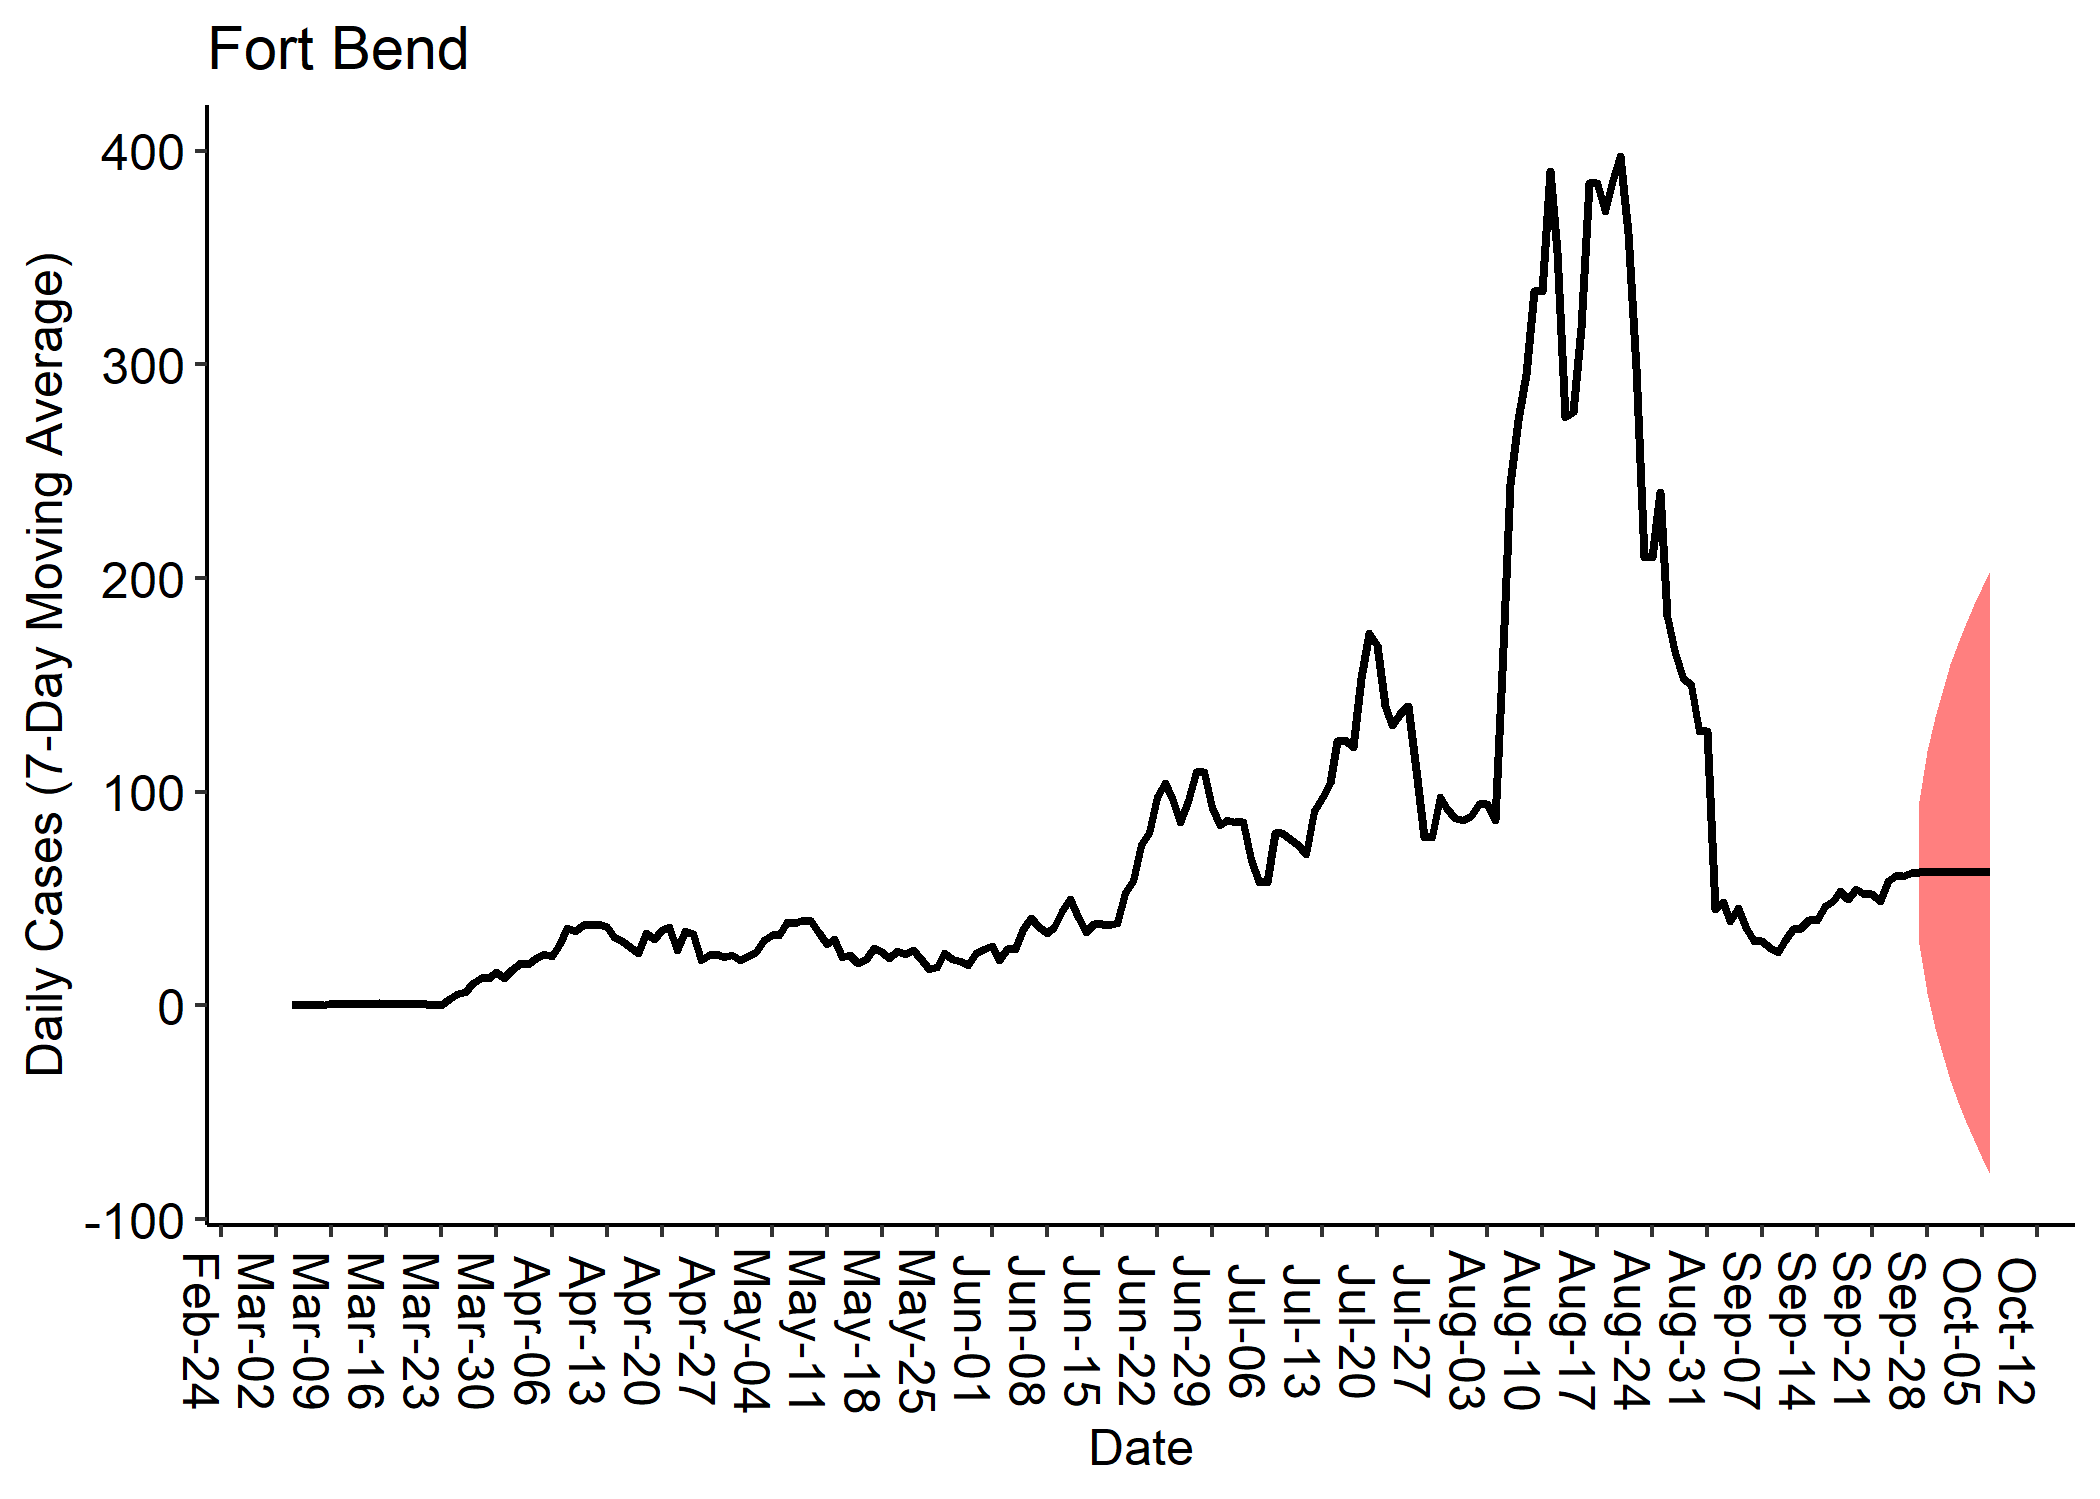 Fort Bend
Daily Cases (7-Day Moving Average)
400
300
200
100
0
-100
Feb-24
Mar-02
Mar-09
Mar-16
Mar-23
Mar-30
Apr-06
Apr-13
Apr-20
Apr-27
May-04
May-11
May-18
May-25
Jun-01
Jun-08
Jun-15
Jun-22
Jun-29
Jul-06
Jul-13
Jul-20
Jul-27
Aug-03
Aug-10
Aug-17
Aug-24
Aug-31
Sep-07
Sep-14
Sep-21
Sep-28
Oct-05
Oct-12
Date